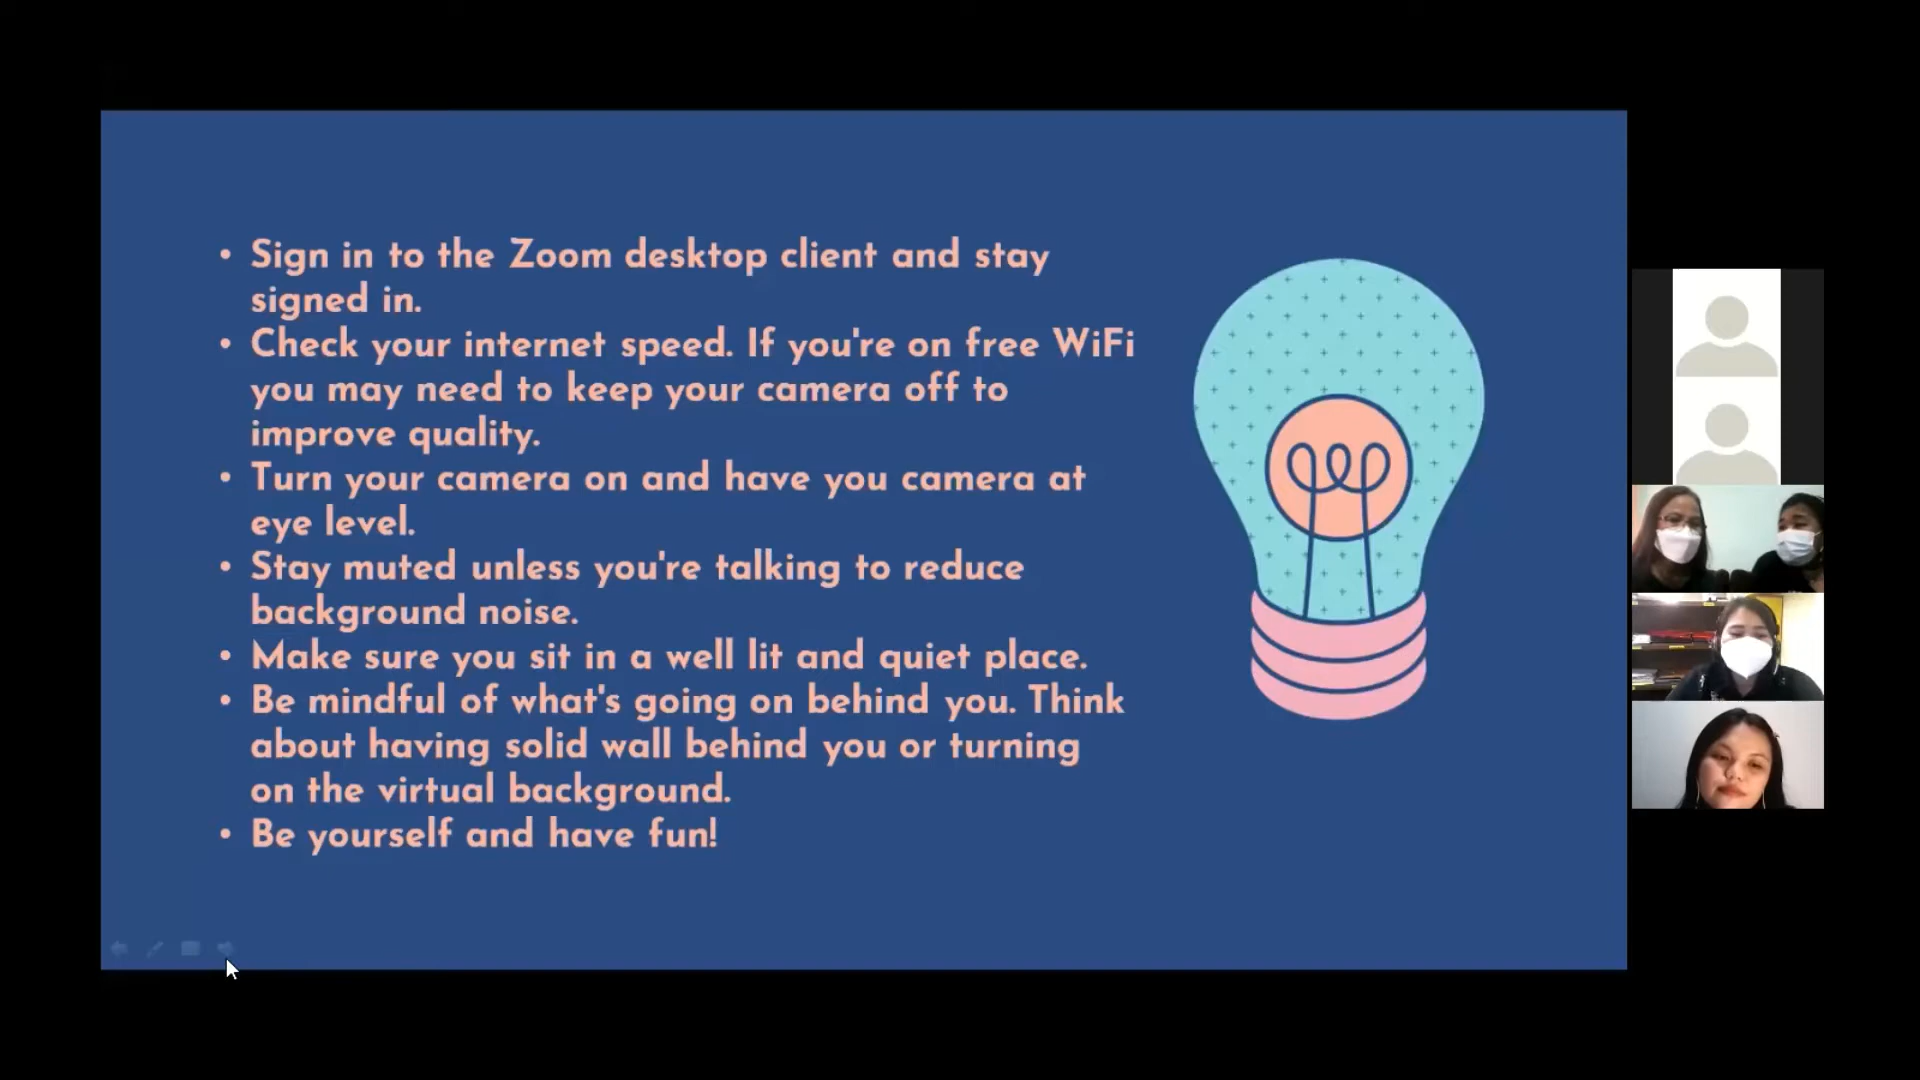 • Sign in to the Zoom desktop client and stay
signed in.
• Check your internet speed. If you're on free WiFi
you may need to keep your camera off to
improve quality.
• Turn your camera on and have you camera at
eye level.
• Stay muted unless you're talking to reduce
background noise.
• Make sure you sit in a well lit and quiet place.
• Be mindful of what's going on behind you. Think
about having solid wall behind you or turning
on the virtual background.
• Be yourself and have fun!